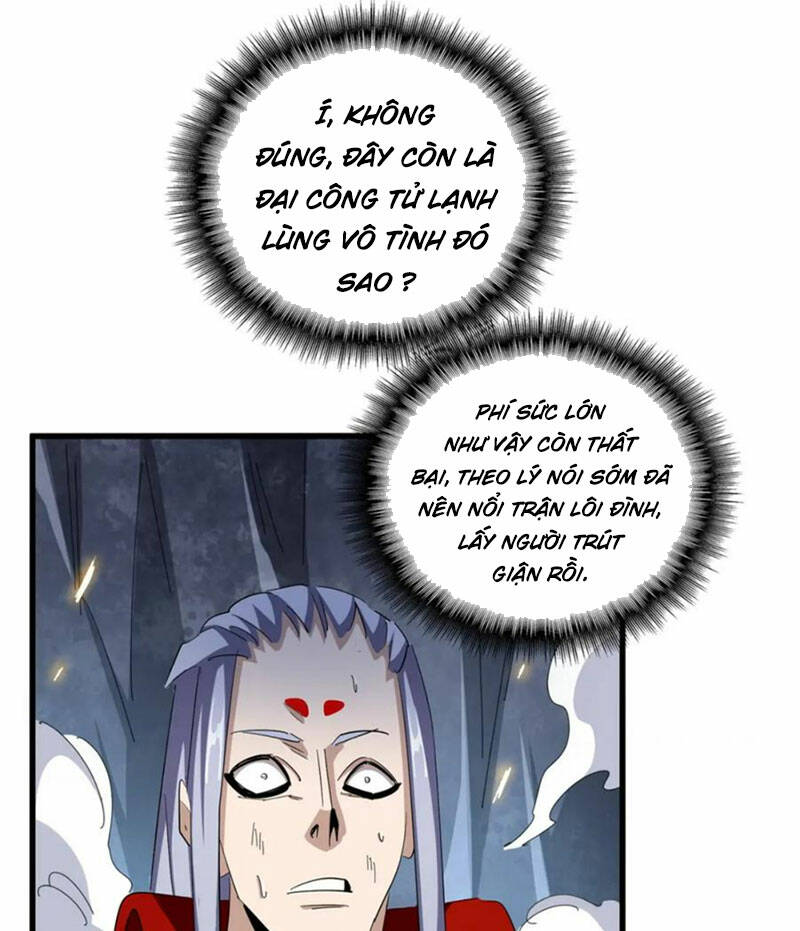 Í, KHÔNG
ĐÚNG, ĐÂY CÒN LÀ
ĐẠI CÔNG TỬ LẠNH
LÙNG VÔ TÌNH ĐÓ
SAO ?
PHÍ SỨC LỚN
NHƯ VẬY CÒN THẤT
BẠI, THEO LÝ NÓI SỚM ĐÃ
NÊN NỔI TRẬN LÔI ĐÌNH,
LẤY NGƯỜI TRÚT
GIẬN RỒI.